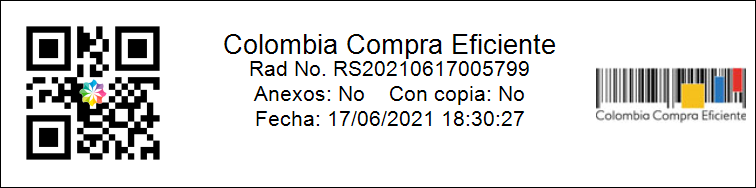 Colombia Compra Eficiente
Rad No. RS20210617005799
Anexos: No    Con copia: No
Fecha: 17/06/2021 18:30:27
Colombia Compra Eficiente